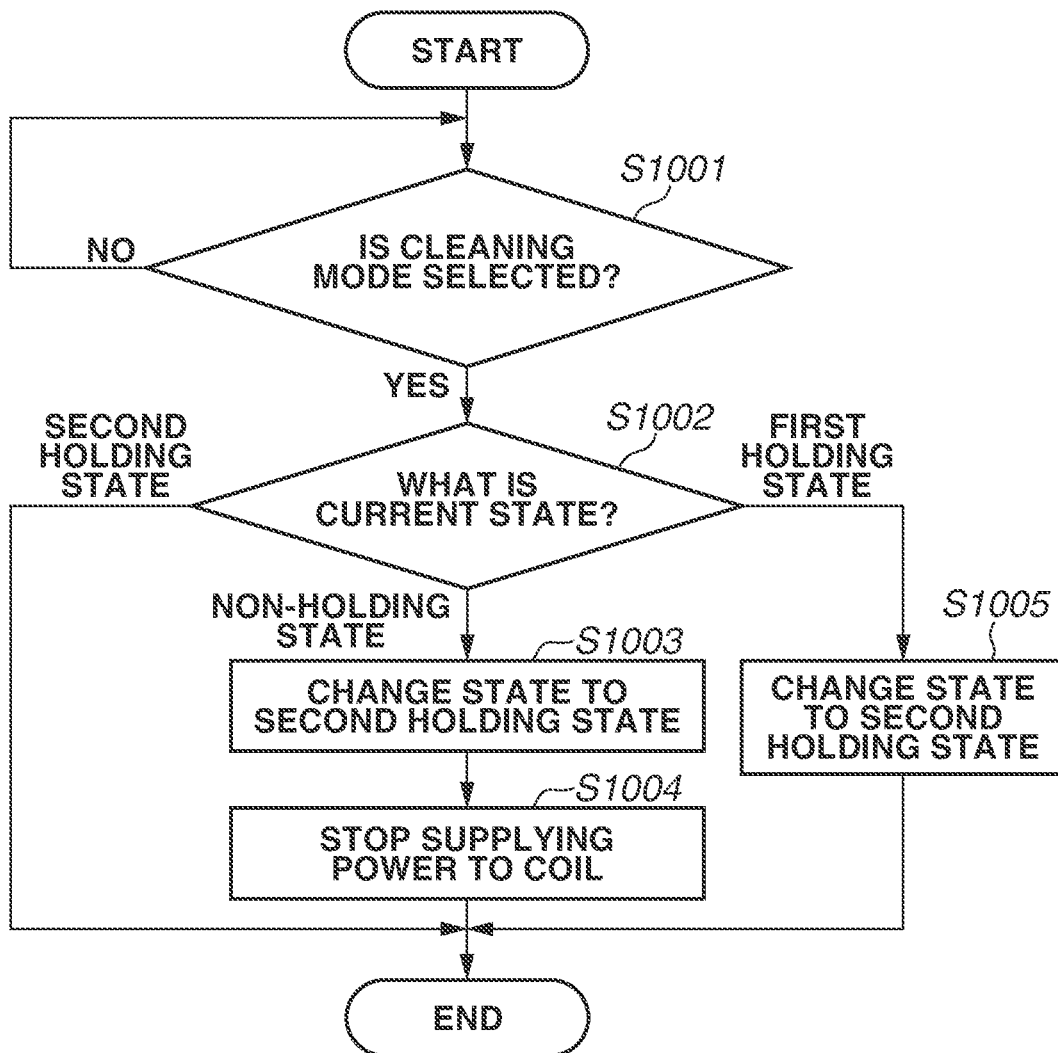 START
S1001
NO
IS CLEANING
MODE SELECTED?
YES
SECOND
HOLDING
STATE
S1002
FIRST
HOLDING
STATE
WHAT IS
CURRENT STATE?
NON-HOLDING
STATE
S1003
CHANGE STATE TO
SECOND HOLDING STATE
S1005
CHANGE STATE
TO SECOND
HOLDING STATE
S1004
STOP SUPPLYING
POWER TO COIL
END